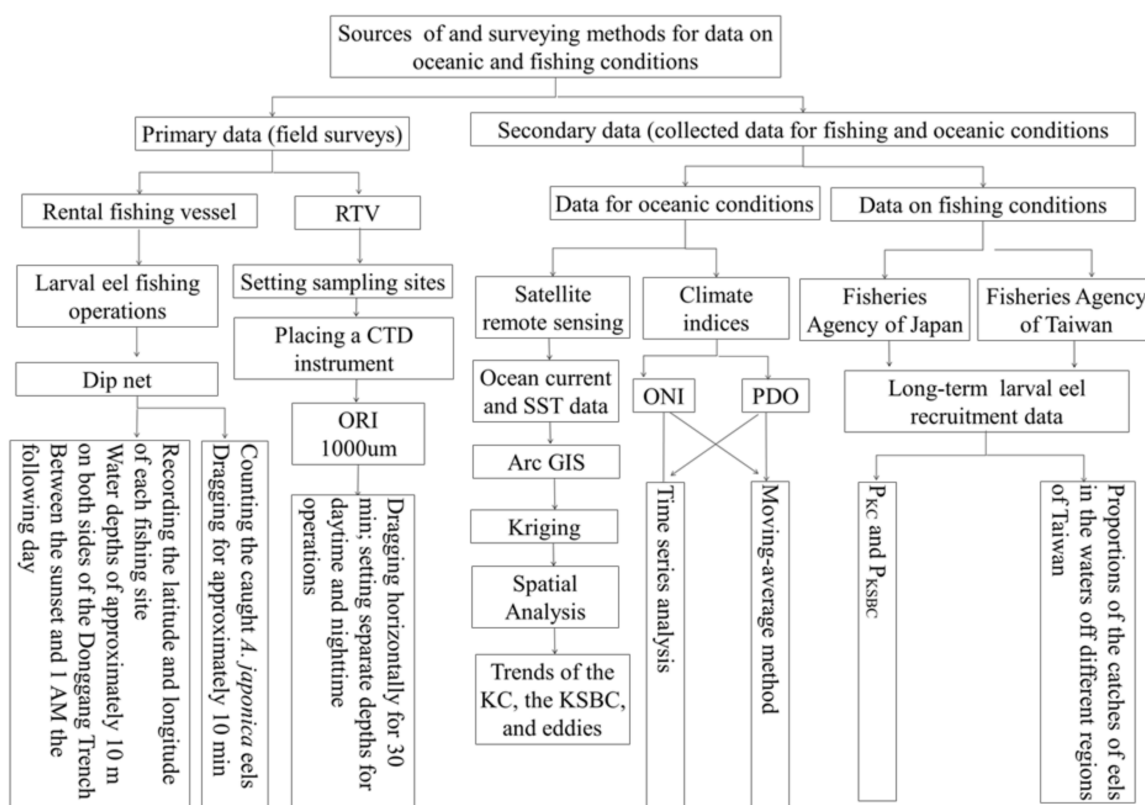 Sources of and surveying methods for data on
oceanic and fishing conditions
Primary data (field surveys)
Secondary data (collected data for fishing and oceanic conditions
Rental fishing vessel
RTV
Data for oceanic conditions
Data on fishing conditions
Larval eel fishing
operations
Setting sampling sites
Satellite
remote sensing
Climate
indices
Fisheries
Agency of Japan
Fisheries Agency
of Taiwan
Placing a CTD
instrument
Dip net
Ocean current
and SST data
ONI
PDO
Long-term larval eel
recruitment data
ORI
1000um
Arc GIS
Kriging
Spatial
Analysis
Trends of the
KC, the KSBC,
and eddies
Recording the latitude and longitude
of each fishing site
Water depths of approximately 10 m
on both sides of the Donggang Trench
Between the sunset and 1 AM the
following day
Counting the caught A. japonica eels
Dragging for approximately 10 min
Dragging horizontally for 30
min; setting separate depths for
daytime and nighttime
operations
Time series analysis
Moving-average method
PKC and PKSBC
Proportions of the catches of eels
in the waters off different regions
of Taiwan